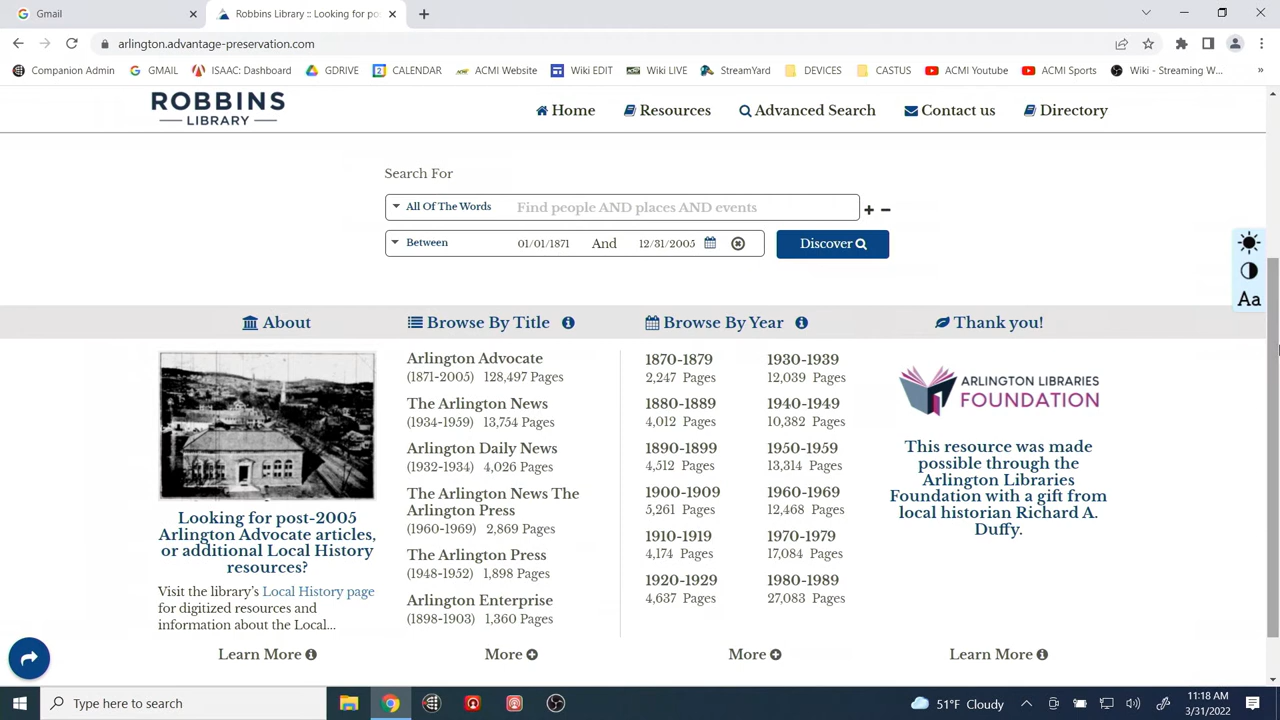 Gmail
Robbins Library :: Looking for po
arlington.advantage-preservation.com
Companion Admin
GMAIL
ISAAC: Dashboard
GDRIVE
CALENDAR
ACMI Website
Wiki EDIT
Wiki LIVE
StreamYard
DEVICES
CASTUS
ACMI Youtube
ACMI Sports
Wiki - Streaming W...
ROBBINS
LIBRARY
Home
Resources
Advanced Search
Contact us
Directory
Search For
All Of The Words Find people AND places AND events
Between 01/01/1871 And 12/31/2005 Discover
Aa
About
Looking for post-2005
Arlington Advocate articles,
or additional Local History
resources?
Visit the library's Local History page
for digitized resources and
information about the Local...
Learn More
Browse By Title
Arlington Advocate
(1871-2005) 128,497 Pages
The Arlington News
(1934-1959) 13,754 Pages
Arlington Daily News
(1932-1934) 4,026 Pages
The Arlington News The
Arlington Press
(1960-1969) 2,869 Pages
The Arlington Press
(1948-1952) 1,898 Pages
Arlington Enterprise
(1898-1903) 1,360 Pages
More
Browse By Year
1870-1879
2,247 Pages
1880-1889
4,012 Pages
1890-1899
4,512 Pages
1900-1909
5,261 Pages
1910-1919
4,174 Pages
1920-1929
4,637 Pages
1930-1939
12,039 Pages
1940-1949
10,382 Pages
1950-1959
13,314 Pages
1960-1969
12,468 Pages
1970-1979
17,084 Pages
1980-1989
27,083 Pages
More
Thank you!
ARLINGTON LIBRARIES
FOUNDATION
This resource was made
possible through the
Arlington Libraries
Foundation with a gift from
local historian Richard A.
Duffy.
Learn More
Type here to search
51°F Cloudy
11:18 AM
3/31/2022